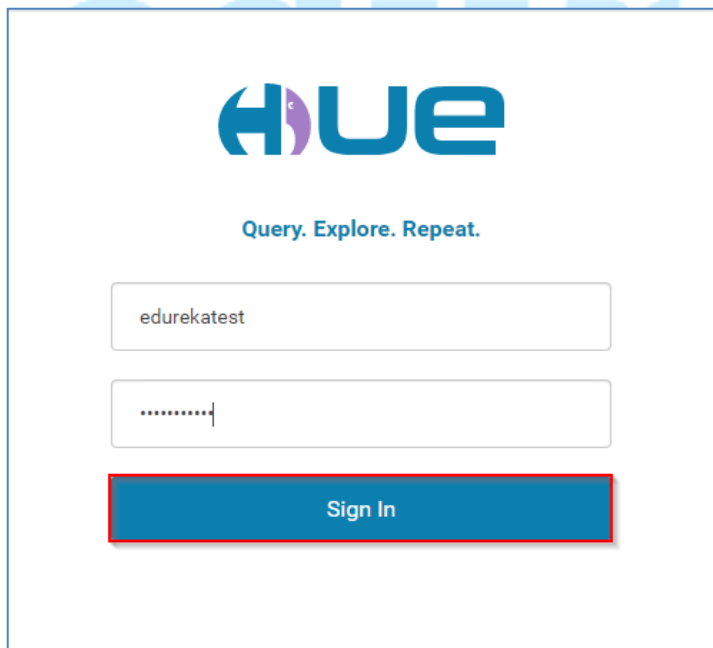 HUE
Query. Explore. Repeat.
edurekatest
•••••••••••
Sign In